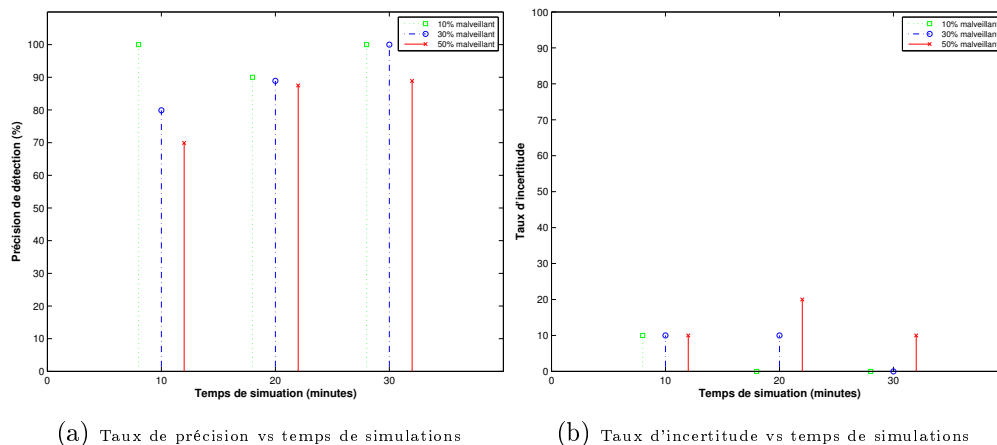 10% malveillant
30% malveillant
50% malveillant
100
90
80
70
60
50
40
30
20
10
0
0
10
20
30
Précision de détection (%)
Temps de simuation (minutes)
(a) Taux de précision vs temps de simulations
10% malveillant
30% malveillant
50% malveillant
100
90
80
70
60
50
40
30
20
10
0
0
10
20
30
Taux d'incertitude
Temps de simuation (minutes)
(b) Taux d'incertitude vs temps de simulations